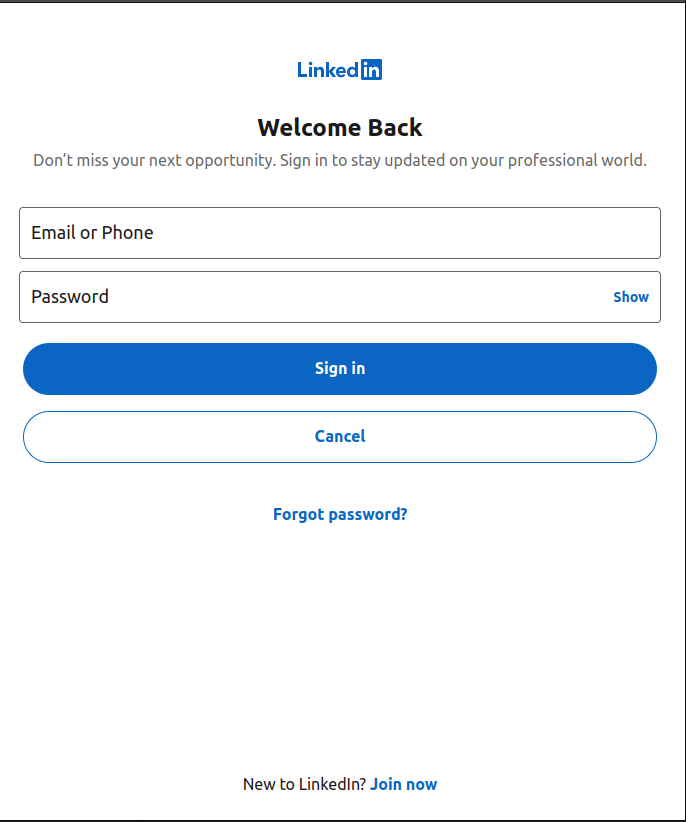 Linkedin
Welcome Back
Don’t miss your next opportunity. Sign in to stay updated on your professional world.
Email or Phone
Password Show
Sign in
Cancel
Forgot password?
New to LinkedIn? Join now